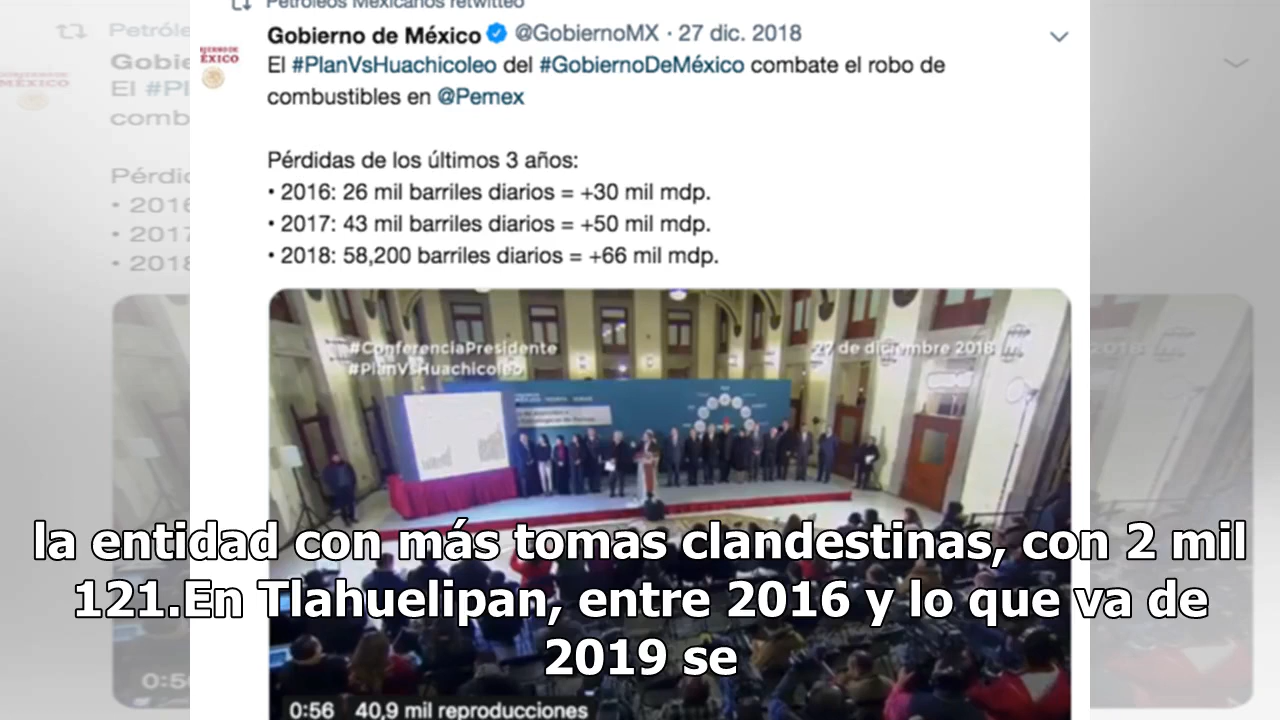 Petróleos Mexicanos retwitteó
Gobierno de México @GobiernoMX · 27 dic. 2018
El #PlanVsHuachicoleo del #GobiernoDeMéxico combate el robo de
combustibles en @Pemex
Pérdidas de los últimos 3 años:
• 2016: 26 mil barriles diarios = +30 mil mdp.
• 2017: 43 mil barriles diarios = +50 mil mdp.
• 2018: 58,200 barriles diarios = +66 mil mdp.
#ConferenciaPresidente
#PlanVsHuachicoleo
27 de diciembre 2018
la entidad con más tomas clandestinas, con 2 mil
121.En Tlahuelipan, entre 2016 y lo que va de
2019 se
0:56 40,9 mil reproducciones